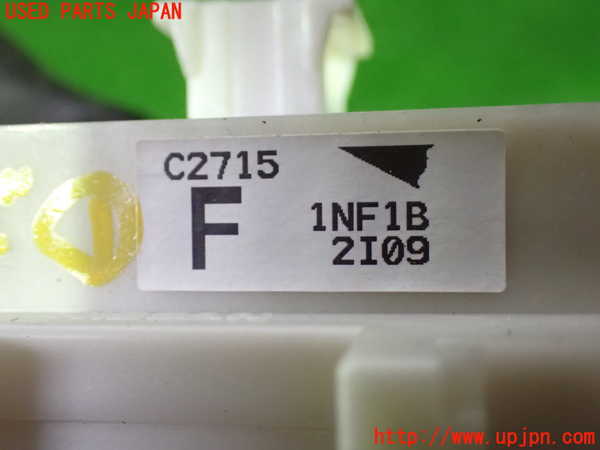 USED PARTS JAPAN
C2715
F
1NF1B
2I09
http://www.upjpn.com/